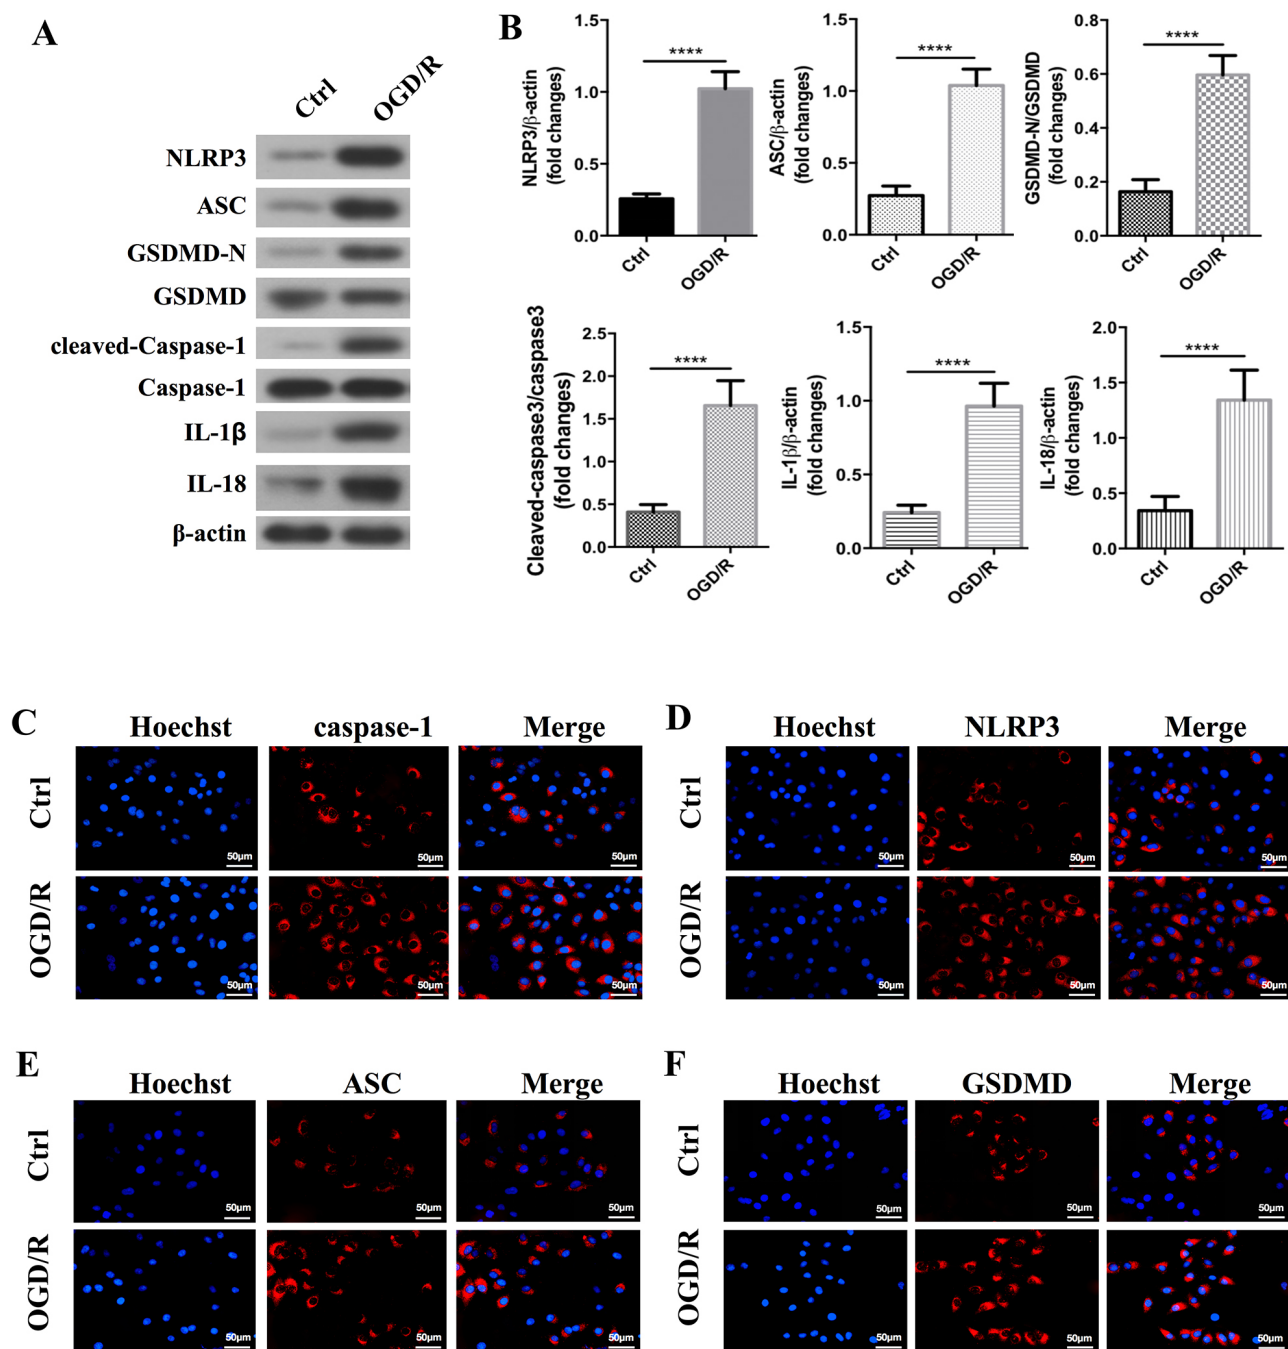 A
Ctrl
OGD/R
NLRP3
ASC
GSDMD-N
GSDMD
cleaved-Caspase-1
Caspase-1
IL-1β
IL-18
β-actin
B
NLRP3/β-actin
(fold changes)
1.5
1.0
0.5
0.0
****
Ctrl
OGD/R
ASC/β-actin
(fold changes)
1.5
1.0
0.5
0.0
****
Ctrl
OGD/R
GSDMD-N/GSDMD
(fold changes)
0.8
0.6
0.4
0.2
0.0
****
Ctrl
OGD/R
Cleaved-caspase3/caspase3
(fold changes)
2.5
2.0
1.5
1.0
0.5
0.0
****
Ctrl
OGD/R
IL-1β/β-actin
(fold changes)
1.5
1.0
0.5
0.0
****
Ctrl
OGD/R
IL-18/β-actin
(fold changes)
2.0
1.5
1.0
0.5
0.0
****
Ctrl
OGD/R
C
Hoechst caspase-1 Merge
Ctrl
50μm 50μm 50μm
OGD/R
50μm 50μm 50μm
D
Hoechst NLRP3 Merge
Ctrl
50μm 50μm 50μm
OGD/R
50μm 50μm 50μm
E
Hoechst ASC Merge
Ctrl
50μm 50μm 50μm
OGD/R
50μm 50μm 50μm
F
Hoechst GSDMD Merge
Ctrl
50μm 50μm 50μm
OGD/R
50μm 50μm 50μm